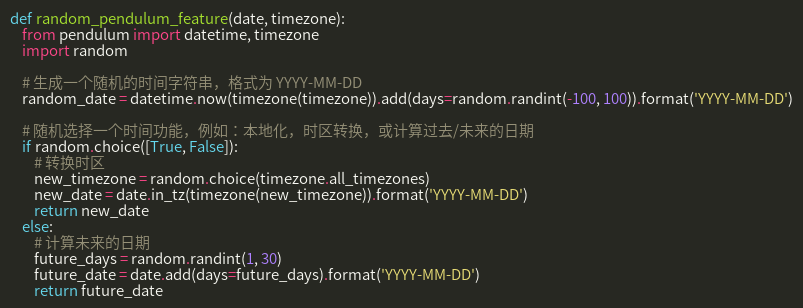 def random_pendulum_feature(date, timezone):
    from pendulum import datetime, timezone
    import random

    # 生成一个随机的时间字符串，格式为 YYYY-MM-DD
    random_date = datetime.now(timezone(timezone)).add(days=random.randint(-100, 100)).format('YYYY-MM-DD')

    # 随机选择一个时间功能，例如：本地化，时区转换，或计算过去/未来的日期
    if random.choice([True, False]):
        # 转换时区
        new_timezone = random.choice(timezone.all_timezones)
        new_date = date.in_tz(timezone(new_timezone)).format('YYYY-MM-DD')
        return new_date
    else:
        # 计算未来的日期
        future_days = random.randint(1, 30)
        future_date = date.add(days=future_days).format('YYYY-MM-DD')
        return future_date